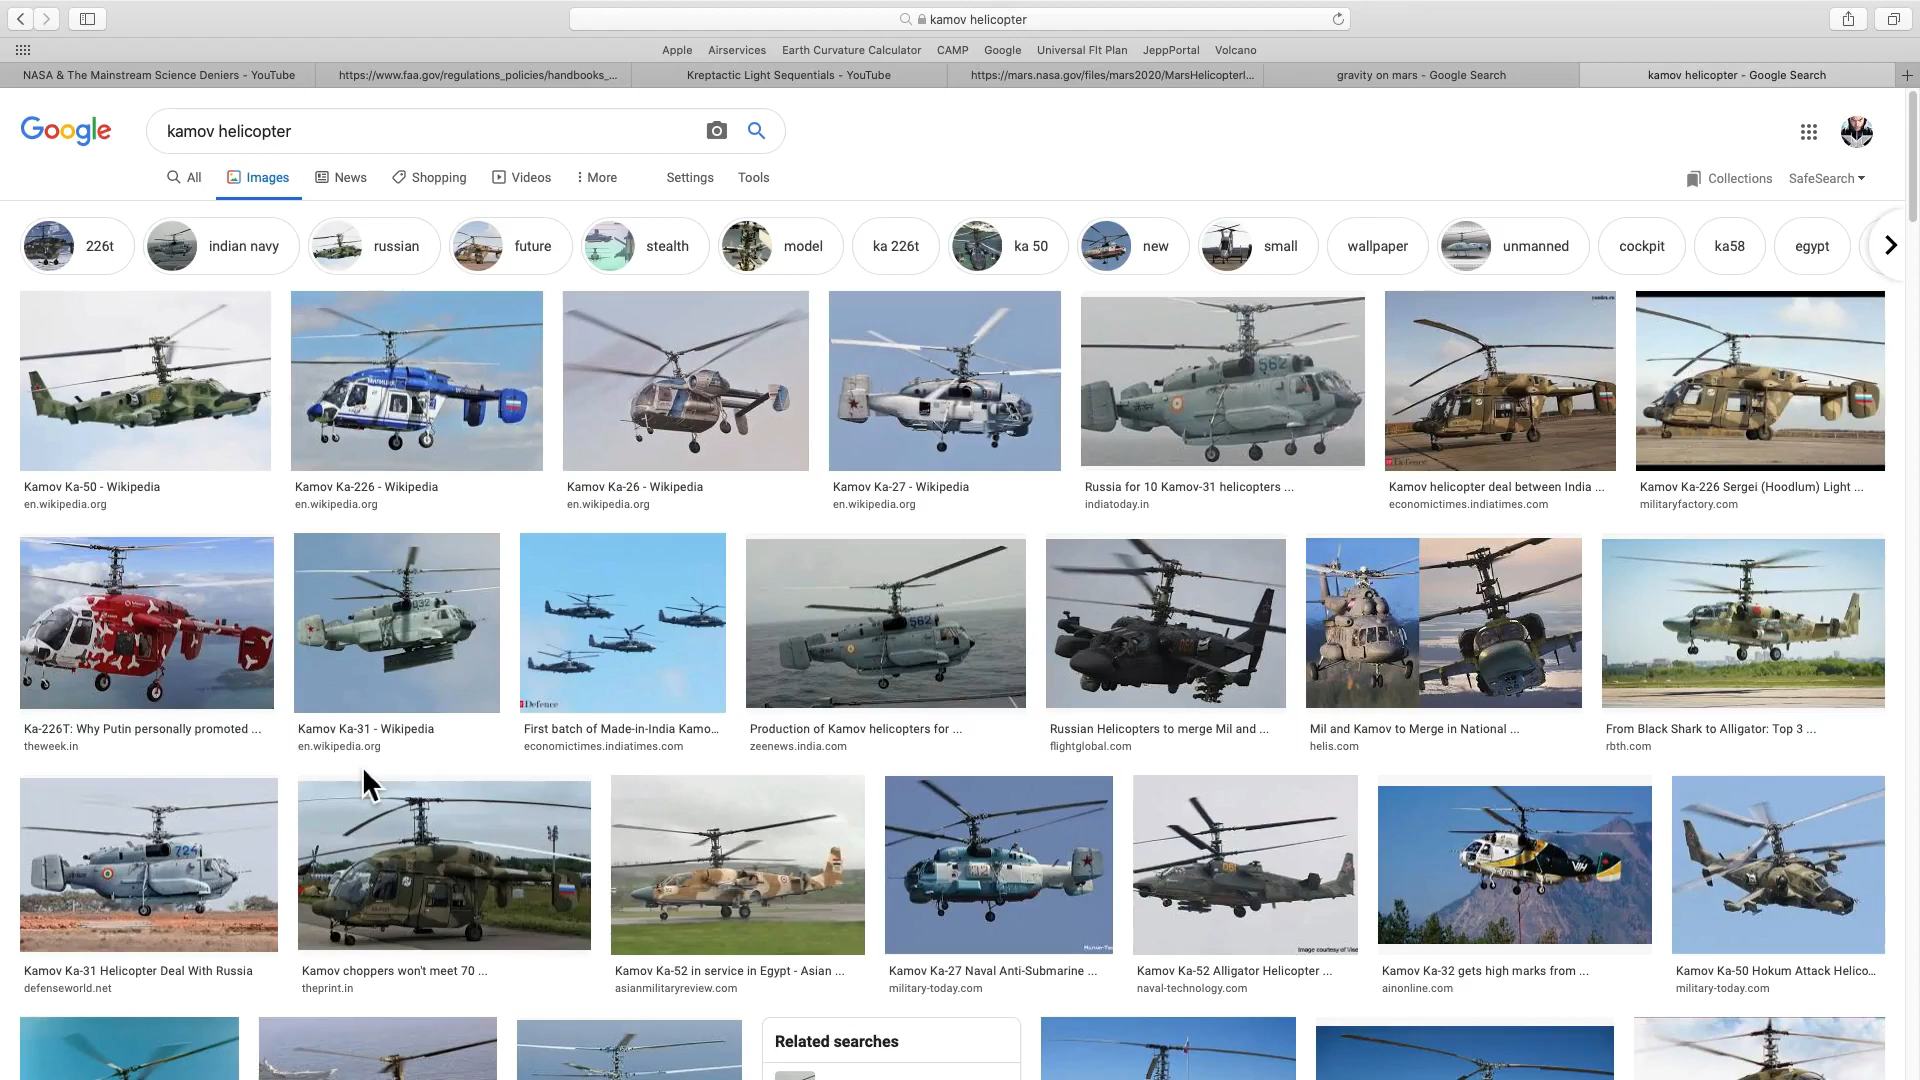 kamov helicopter
Apple Airservices Earth Curvature Calculator CAMP Google Universal Flt Plan JeppPortal Volcano
NASA & The Mainstream Science Deniers - YouTube
https://www.faa.gov/regulations_policies/handbooks_...
Kreptactic Light Sequentials - YouTube
https://mars.nasa.gov/files/mars2020/MarsHelicopterI...
gravity on mars - Google Search
kamov helicopter - Google Search
Google
kamov helicopter
All Images News Shopping Videos More Settings Tools
Collections SafeSearch
226t indian navy russian future stealth model ka 226t ka 50 new small wallpaper unmanned cockpit ka58 egypt
Kamov Ka-50 - Wikipedia
en.wikipedia.org
Kamov Ka-226 - Wikipedia
en.wikipedia.org
Kamov Ka-26 - Wikipedia
en.wikipedia.org
Kamov Ka-27 - Wikipedia
en.wikipedia.org
562
Russia for 10 Kamov-31 helicopters ...
indiatoday.in
Kamov helicopter deal between India ...
economictimes.indiatimes.com
Kamov Ka-226 Sergei (Hoodlum) Light ...
militaryfactory.com
Ka-226T: Why Putin personally promoted ...
theweek.in
032
Kamov Ka-31 - Wikipedia
en.wikipedia.org
Defence
First batch of Made-in-India Kamo...
economictimes.indiatimes.com
562
Production of Kamov helicopters for ...
zeenews.india.com
Russian Helicopters to merge Mil and ...
flightglobal.com
Mil and Kamov to Merge in National ...
helis.com
From Black Shark to Alligator: Top 3 ...
rbth.com
724
Kamov Ka-31 Helicopter Deal With Russia
defenseworld.net
Kamov choppers won't meet 70 ...
theprint.in
Kamov Ka-52 in service in Egypt - Asian ...
asianmilitaryreview.com
Kamov Ka-27 Naval Anti-Submarine ...
military-today.com
061
Kamov Ka-52 Alligator Helicopter ...
naval-technology.com
VIH
Kamov Ka-32 gets high marks from ...
ainonline.com
Kamov Ka-50 Hokum Attack Helico...
military-today.com
Related searches